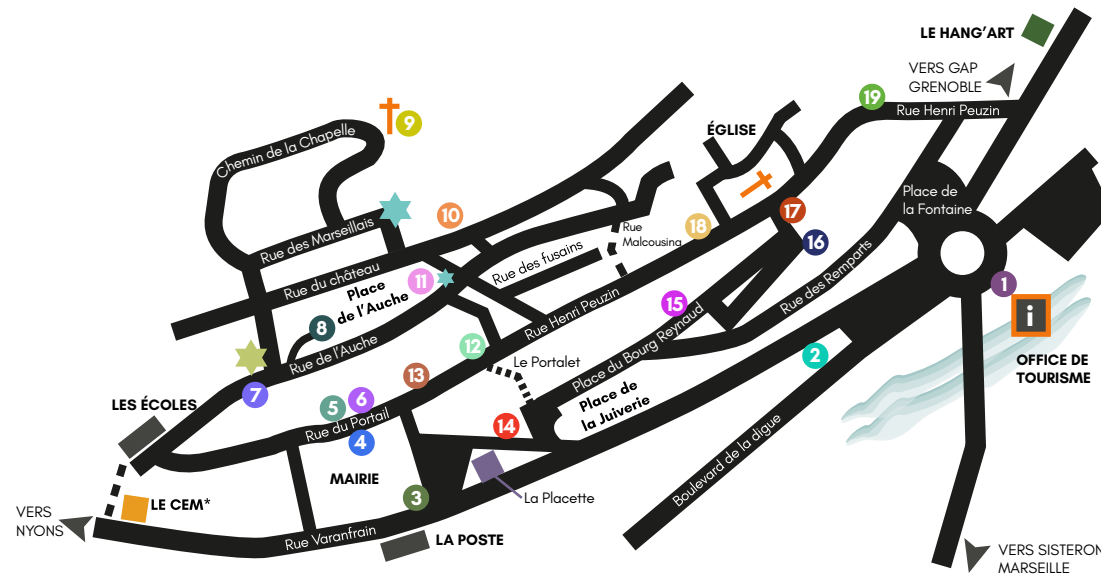 LE HANG'ART
VERS GAP
GRENOBLE
19
Rue Henri Peuzin
9
Chemin de la Chapelle
ÉGLISE
Place de
la Fontaine
10
17
18
16
Rue
Malcousina
Rue des Marseillais
Rue du château
Rue des fusains
Place
de l'Auche
11
8
Rue de l'Auche
Rue Henri Peuzin
15
Rue des Remparts
1
i
OFFICE DE
TOURISME
Place du Bourg Reynaud
2
12
Le Portalet
13
Place de
la Juiverie
7
LES ÉCOLES
5
6
Rue du Portail
4
14
MAIRIE
Boulevard de la digue
3
La Placette
LE CEM*
VERS
NYONS
Rue Varanfrain
LA POSTE
VERS SISTERON
MARSEILLE